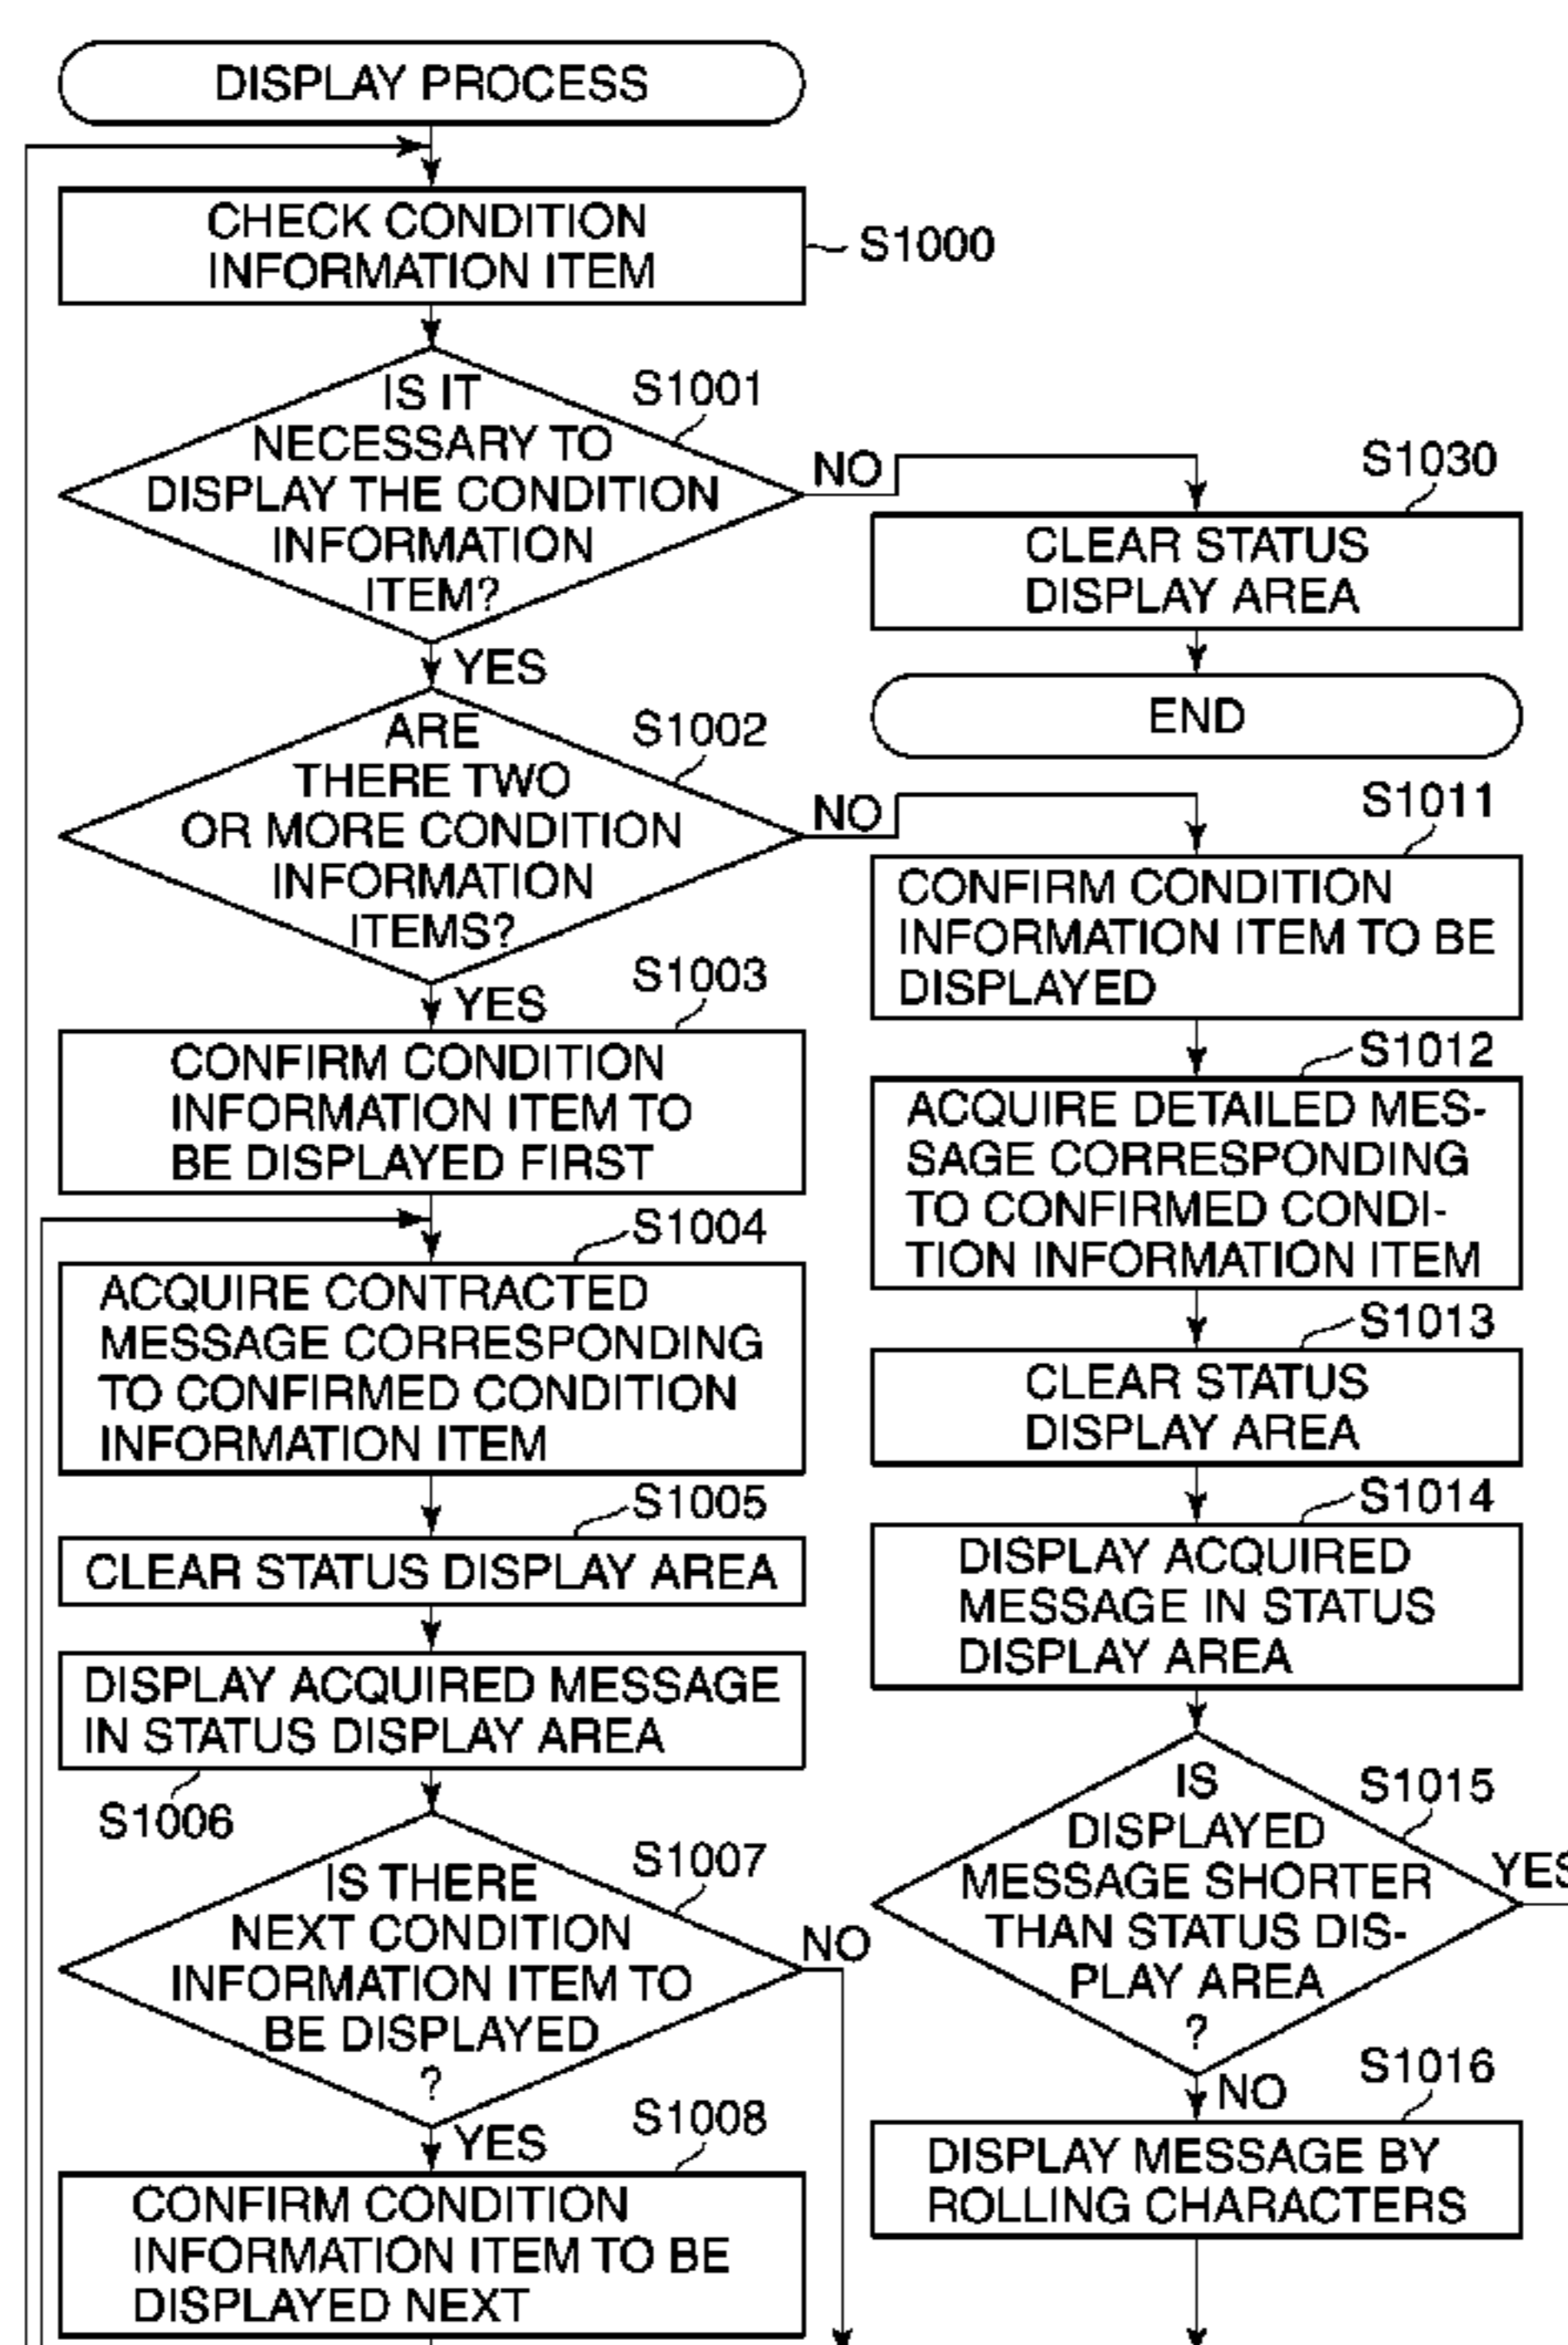 DISPLAY PROCESS
CHECK CONDITION
INFORMATION ITEM
S1000
IS IT
NECESSARY TO
DISPLAY THE CONDITION
INFORMATION
ITEM?
S1001
NO
YES
S1030
CLEAR STATUS
DISPLAY AREA
END
ARE
THERE TWO
OR MORE CONDITION
INFORMATION
ITEMS?
S1002
NO
YES
S1003
CONFIRM CONDITION
INFORMATION ITEM TO
BE DISPLAYED FIRST
S1004
ACQUIRE CONTRACTED
MESSAGE CORRESPONDING
TO CONFIRMED CONDITION
INFORMATION ITEM
S1005
CLEAR STATUS DISPLAY AREA
DISPLAY ACQUIRED MESSAGE
IN STATUS DISPLAY AREA
S1006
IS THERE
NEXT CONDITION
INFORMATION ITEM TO
BE DISPLAYED
?
S1007
NO
YES
S1008
CONFIRM CONDITION
INFORMATION ITEM TO BE
DISPLAYED NEXT
S1011
CONFIRM CONDITION
INFORMATION ITEM TO BE
DISPLAYED
S1012
ACQUIRE DETAILED MES-
SAGE CORRESPONDING
TO CONFIRMED CONDI-
TION INFORMATION ITEM
S1013
CLEAR STATUS
DISPLAY AREA
S1014
DISPLAY ACQUIRED
MESSAGE IN STATUS
DISPLAY AREA
IS
DISPLAYED
MESSAGE SHORTER
THAN STATUS DIS-
PLAY AREA
?
S1015
YES
NO
S1016
DISPLAY MESSAGE BY
ROLLING CHARACTERS